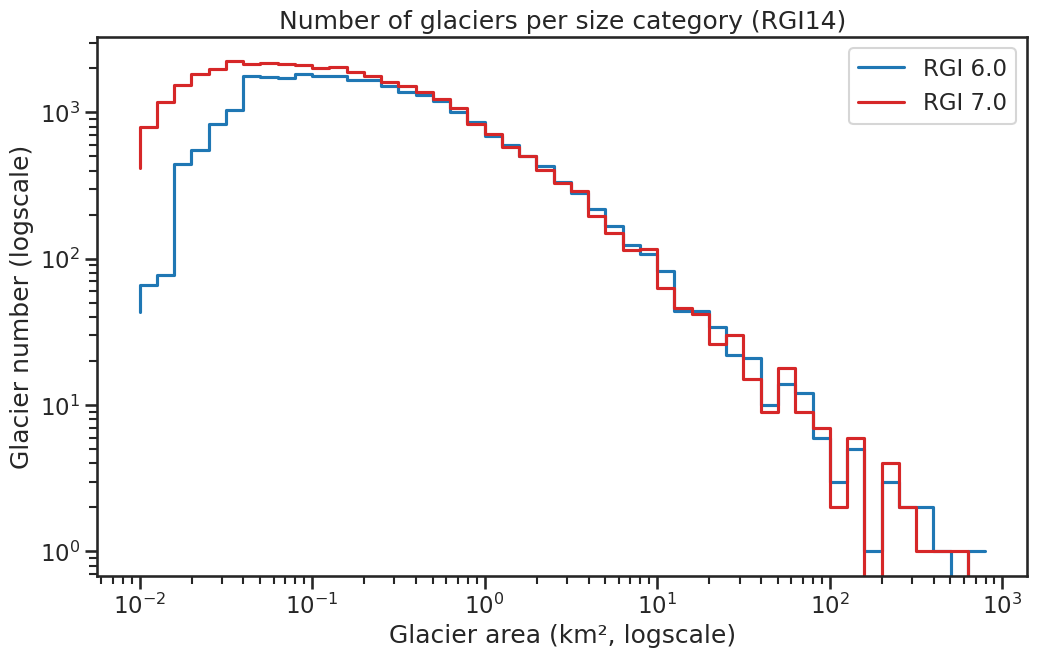 Number of glaciers per size category (RGI14)
RGI 6.0
RGI 7.0
Glacier number (logscale)
10³
10²
10¹
10⁰
10⁻² 10⁻¹ 10⁰ 10¹ 10² 10³
Glacier area (km², logscale)